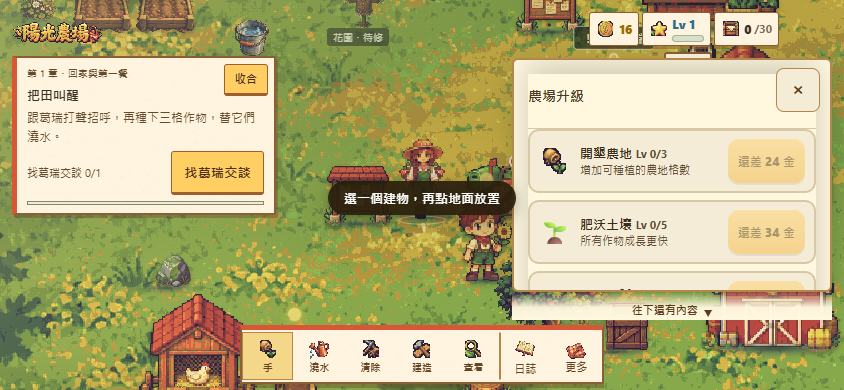 陽光農場
花圃 · 待修
16
Lv 1
0 /30
第 1 章 · 回家與第一餐
收合
把田叫醒
跟葛瑞打聲招呼，再種下三格作物，替它們
澆水。
找葛瑞交談 0/1
找葛瑞交談
選一個建物，再點地面放置
農場升級
×
開墾農地 Lv 0/3
增加可種植的農地格數
還差 24 金
肥沃土壤 Lv 0/5
所有作物成長更快
還差 34 金
往下還有內容 ▼
手
澆水
清除
建造
查看
日誌
更多